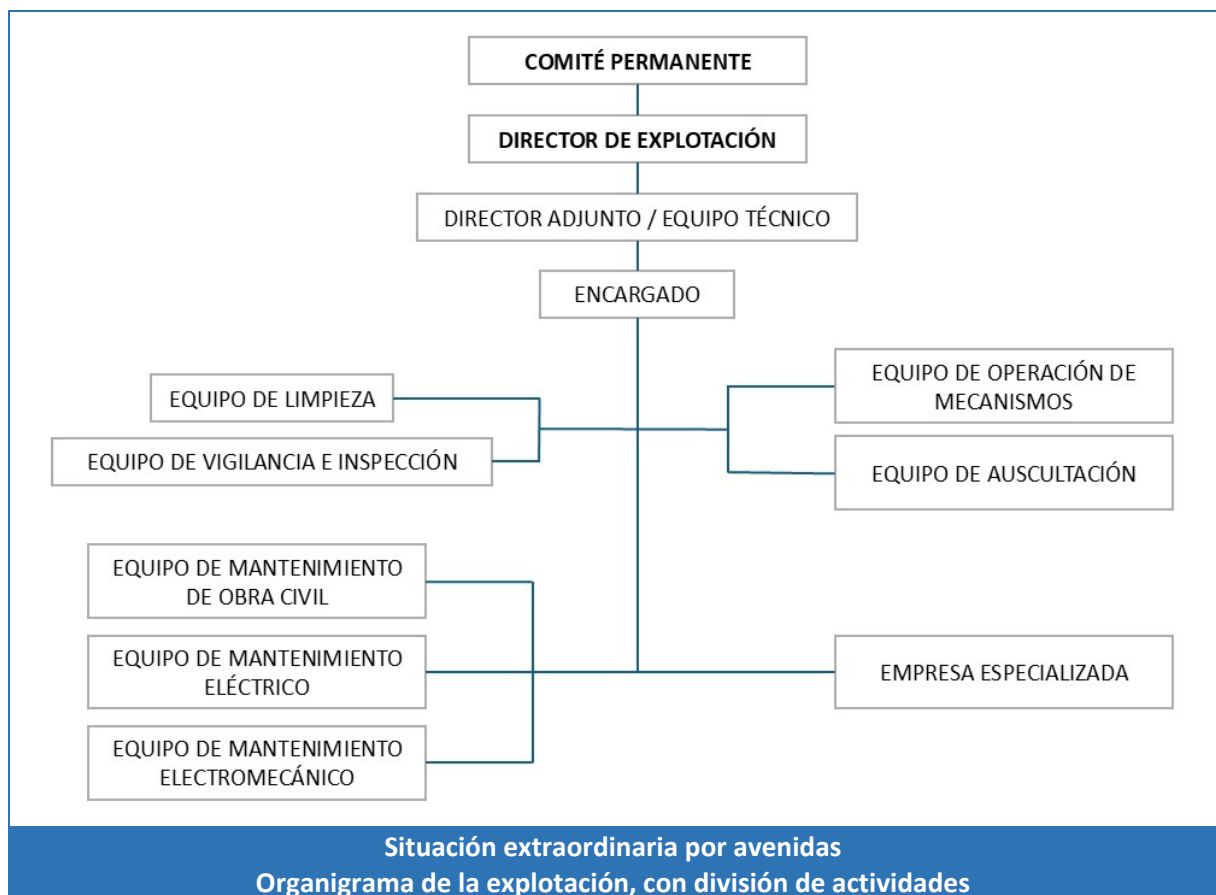 COMITÉ PERMANENTE
DIRECTOR DE EXPLOTACIÓN
DIRECTOR ADJUNTO / EQUIPO TÉCNICO
ENCARGADO
EQUIPO DE LIMPIEZA
EQUIPO DE VIGILANCIA E INSPECCIÓN
EQUIPO DE OPERACIÓN DE
MECANISMOS
EQUIPO DE AUSCULTACIÓN
EQUIPO DE MANTENIMIENTO
DE OBRA CIVIL
EQUIPO DE MANTENIMIENTO
ELÉCTRICO
EQUIPO DE MANTENIMIENTO
ELECTROMECÁNICO
EMPRESA ESPECIALIZADA
Situación extraordinaria por avenidas
Organigrama de la explotación, con división de actividades